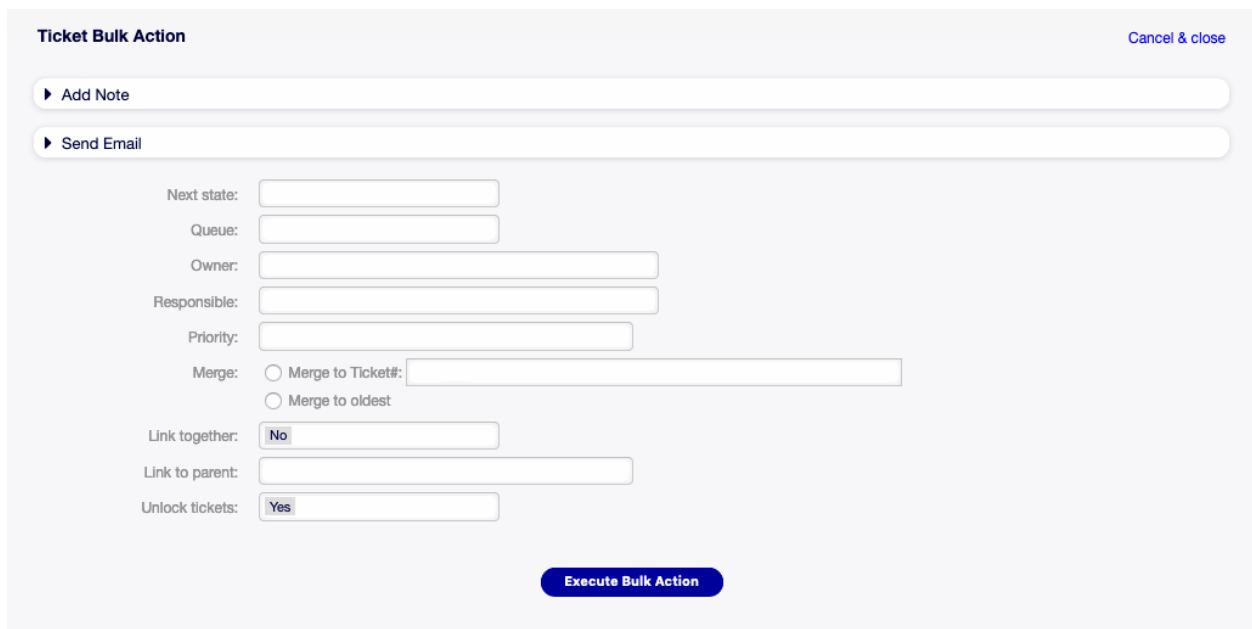 Ticket Bulk Action
Cancel & close
Add Note
Send Email
Next state:
Queue:
Owner:
Responsible:
Priority:
Merge: Merge to Ticket#:
Merge to oldest
Link together: No
Link to parent:
Unlock tickets: Yes
Execute Bulk Action